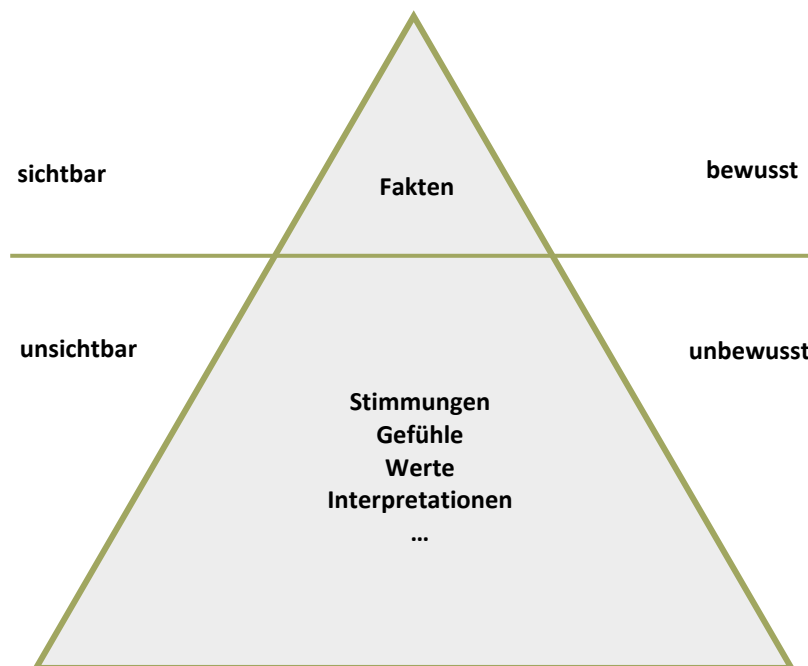 sichtbar
bewusst
Fakten
unsichtbar
unbewusst
Stimmungen
Gefühle
Werte
Interpretationen
…